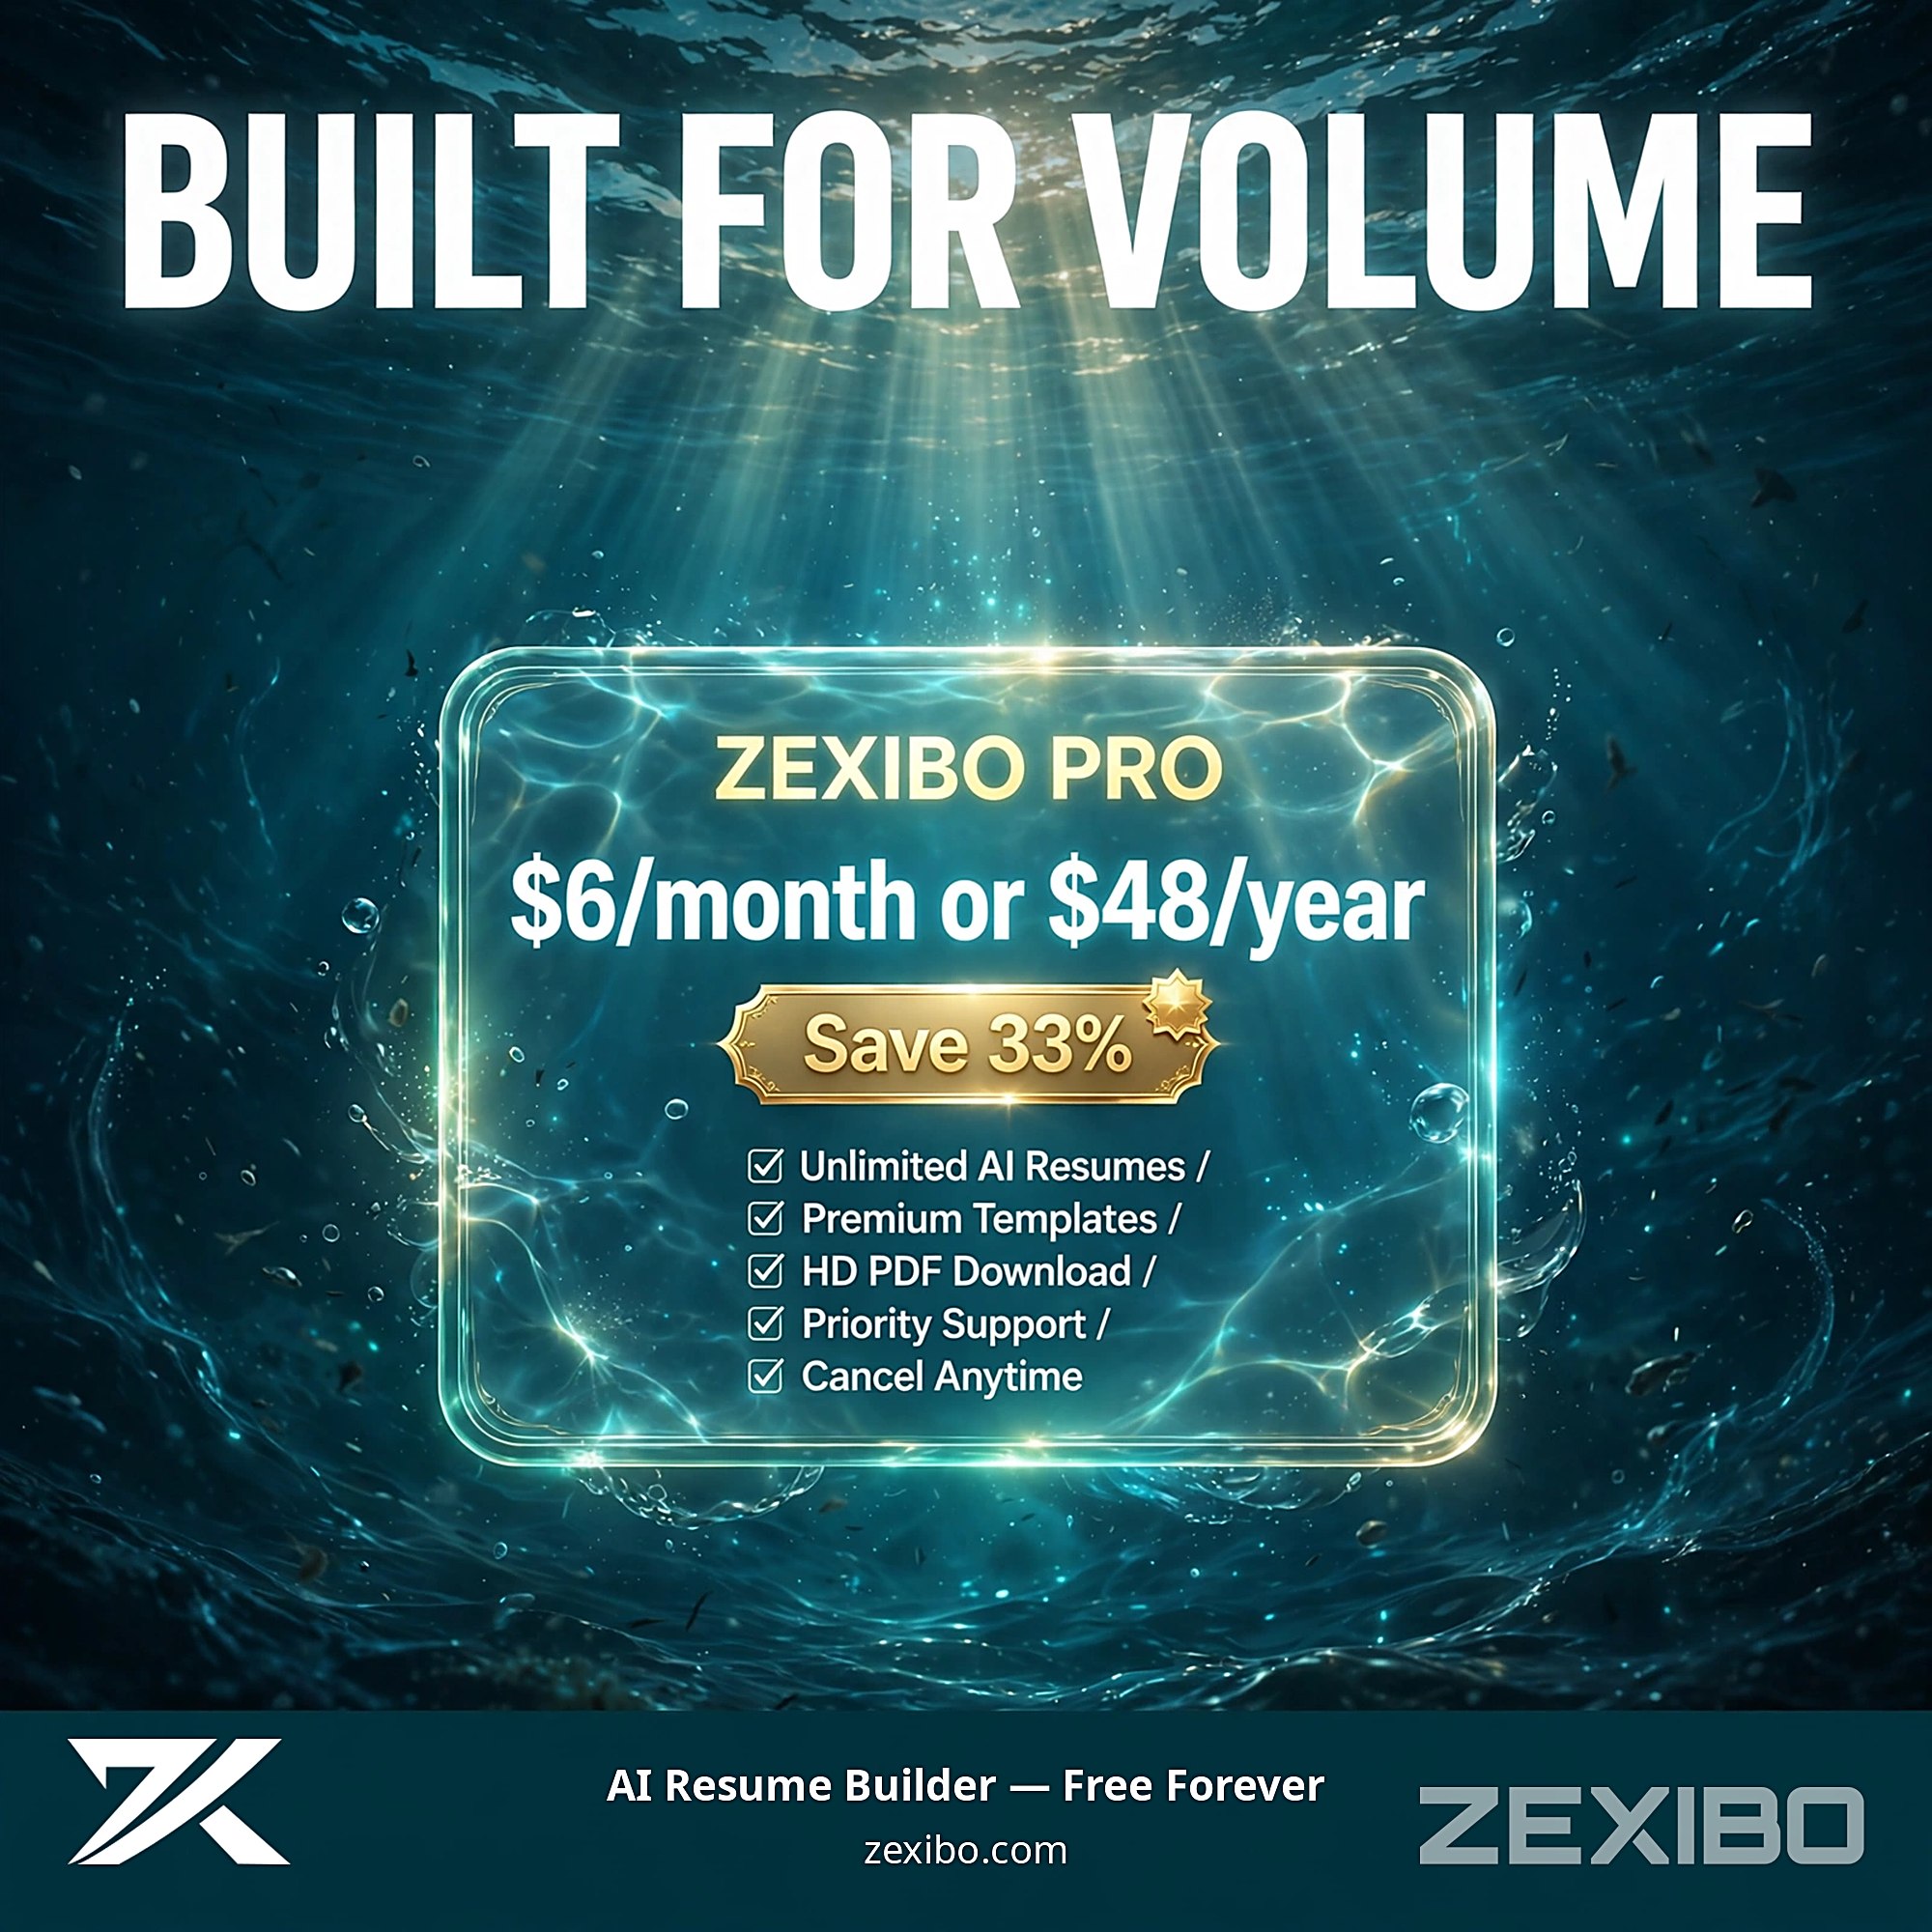 BUILT FOR VOLUME
ZEXIBO PRO
$6/month or $48/year
Save 33%
Unlimited AI Resumes /
Premium Templates /
HD PDF Download /
Priority Support /
Cancel Anytime
AI Resume Builder — Free Forever
zexibo.com
ZEXIBO